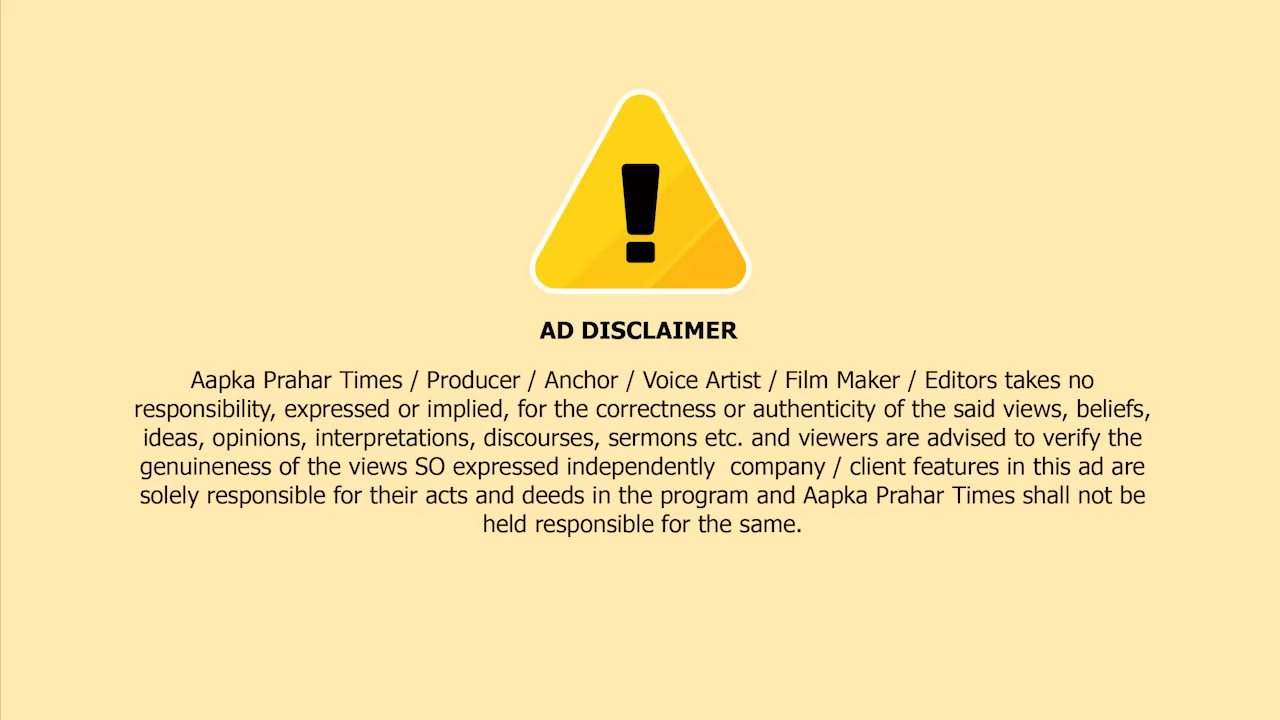 AD DISCLAIMER
Aapka Prahar Times / Producer / Anchor / Voice Artist / Film Maker / Editors takes no
responsibility, expressed or implied, for the correctness or authenticity of the said views, beliefs,
ideas, opinions, interpretations, discourses, sermons etc. and viewers are advised to verify the
genuineness of the views SO expressed independently  company / client features in this ad are
solely responsible for their acts and deeds in the program and Aapka Prahar Times shall not be
held responsible for the same.